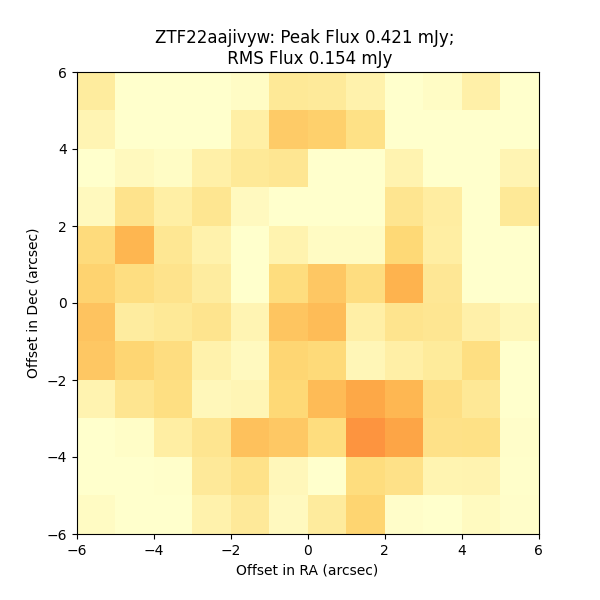 ZTF22aajivyw: Peak Flux 0.421 mJy;
RMS Flux 0.154 mJy
6
4
2
0
−2
−4
−6
Offset in Dec (arcsec)
−6 −4 −2 0 2 4 6
Offset in RA (arcsec)